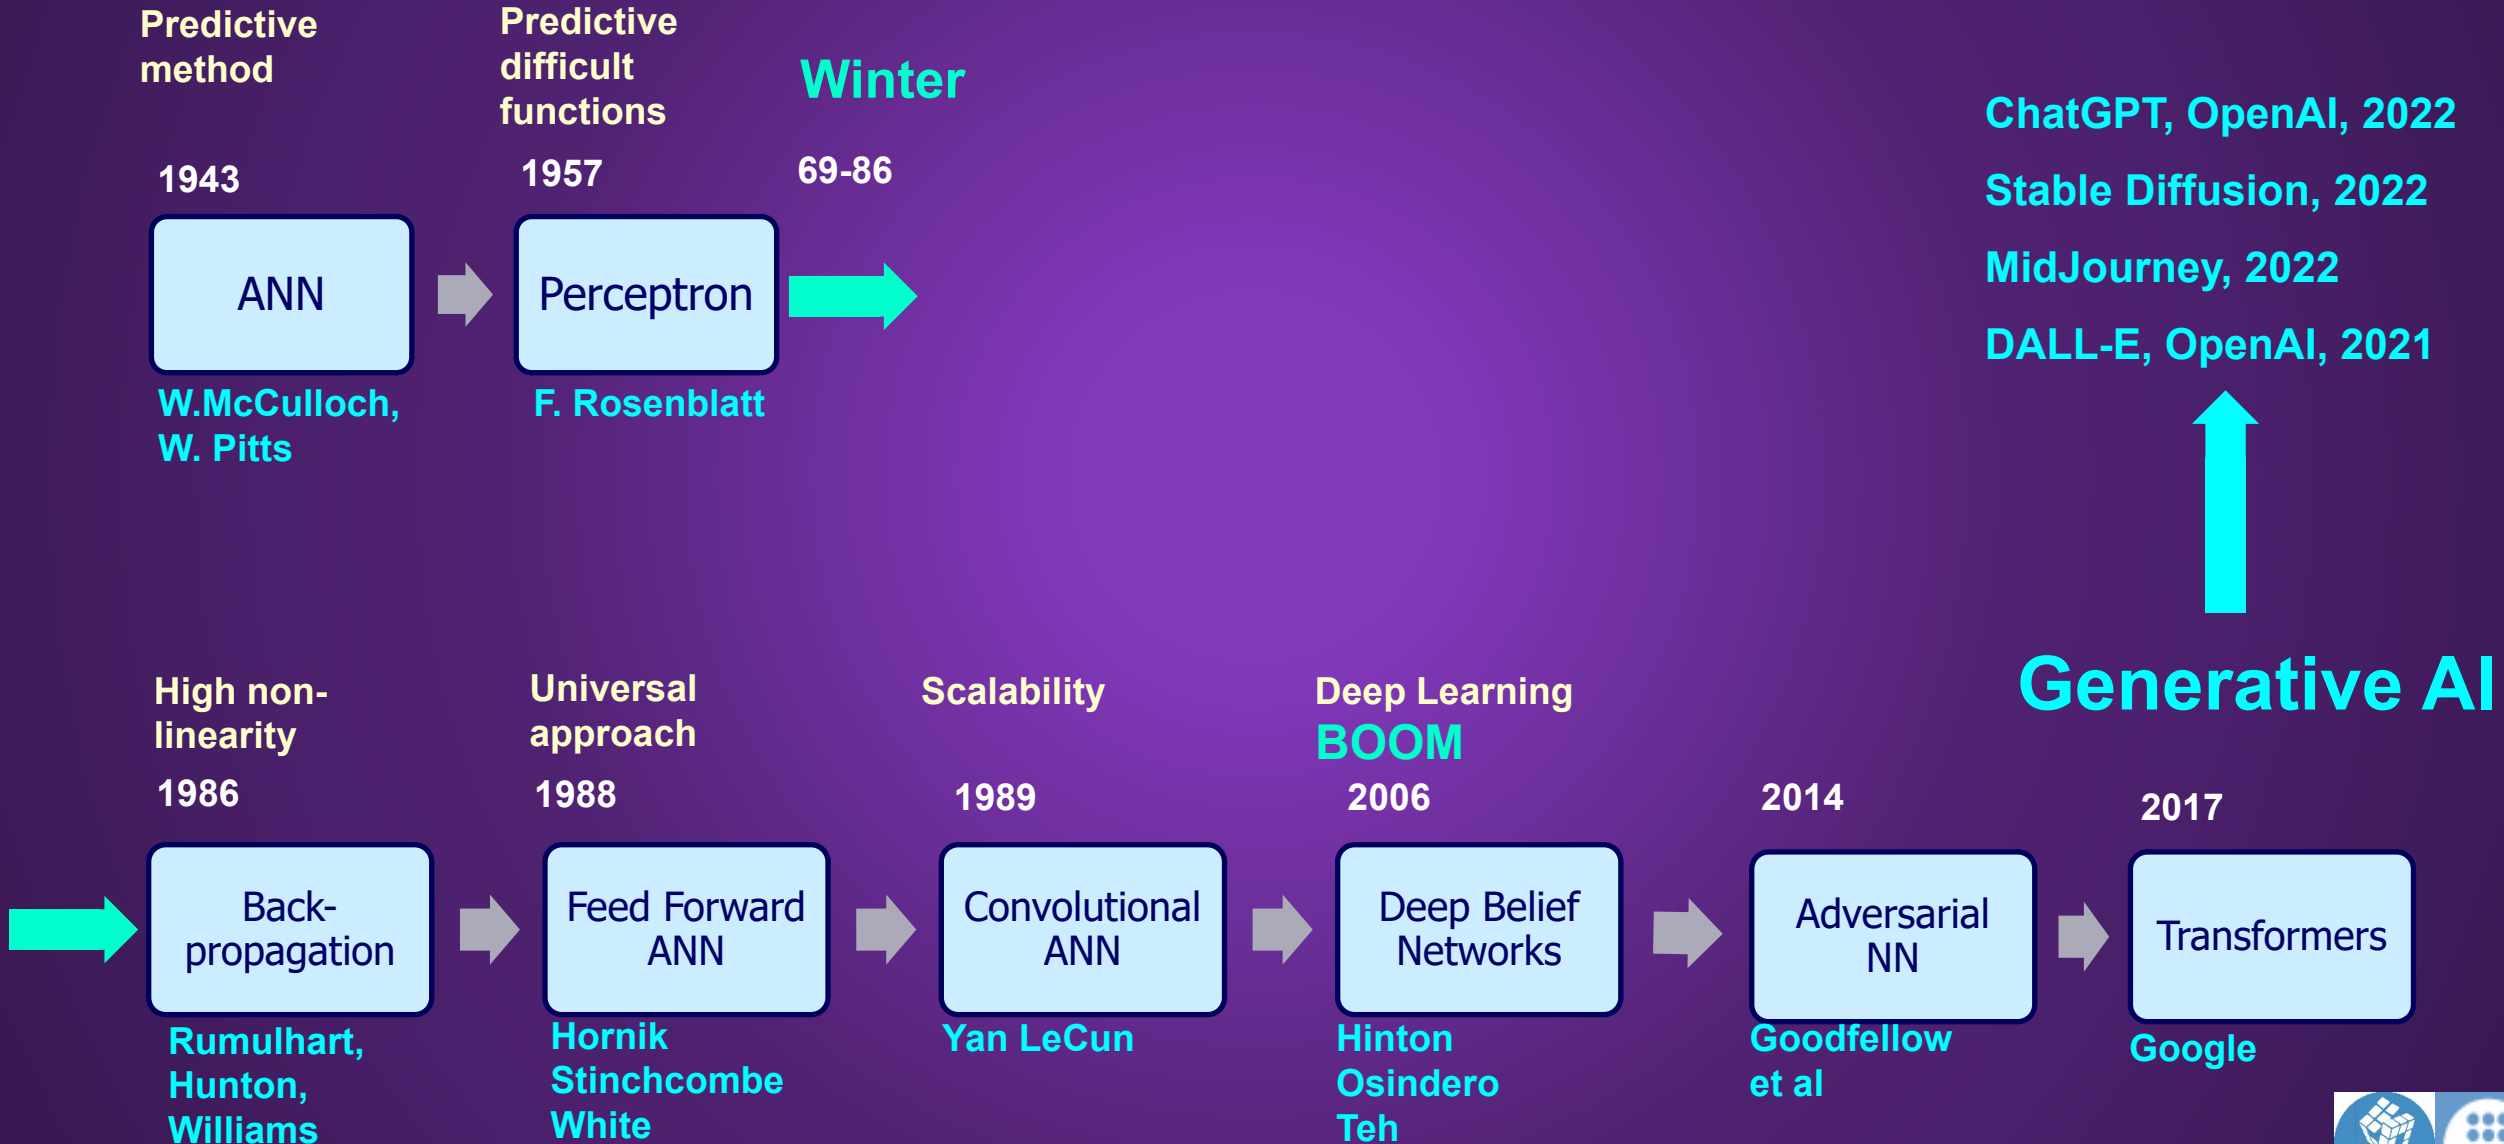 Predictive
method
1943
ANN
W.McCulloch,
W. Pitts
Predictive
difficult
functions
1957
Perceptron
F. Rosenblatt
Winter
69-86
ChatGPT, OpenAI, 2022
Stable Diffusion, 2022
MidJourney, 2022
DALL-E, OpenAI, 2021
Generative AI
High non-
linearity
1986
Back-
propagation
Rumulhart,
Hunton,
Williams
Universal
approach
1988
Feed Forward
ANN
Hornik
Stinchcombe
White
Scalability
1989
Convolutional
ANN
Yan LeCun
Deep Learning
BOOM
2006
Deep Belief
Networks
Hinton
Osindero
Teh
2014
Adversarial
NN
Goodfellow
et al
2017
Transformers
Google